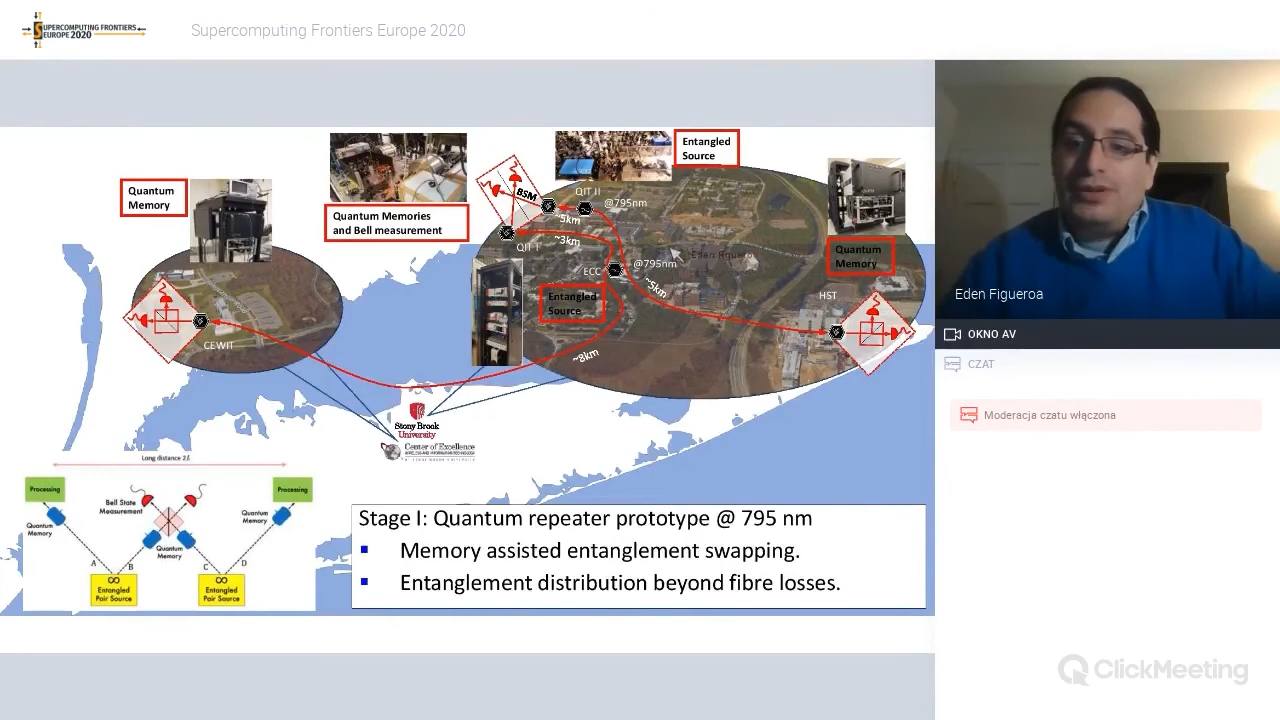 SUPERCOMPUTING FRONTIERS
EUROPE 2020
Supercomputing Frontiers Europe 2020
Entangled
Source
Quantum
Memory
Quantum Memories
and Bell measurement
BSM
QIT II
@795nm
~5km
~3km
QIT I
ECC
@795nm
Eden Figueroa
~5km
Quantum
Memory
Entangled
Source
HST
CEWIT
~8km
Stony Brook
University
Center of Excellence
Long distance 2L
Processing
Processing
Bell State
Measurement
Quantum
Memory
Quantum
Memory
Quantum
Memory
A
B
C
D
∞
Entangled
Pair Source
∞
Entangled
Pair Source
Stage I: Quantum repeater prototype @ 795 nm
▪ Memory assisted entanglement swapping.
▪ Entanglement distribution beyond fibre losses.
Eden Figueroa
OKNO AV
CZAT
Moderacja czatu włączona
ClickMeeting